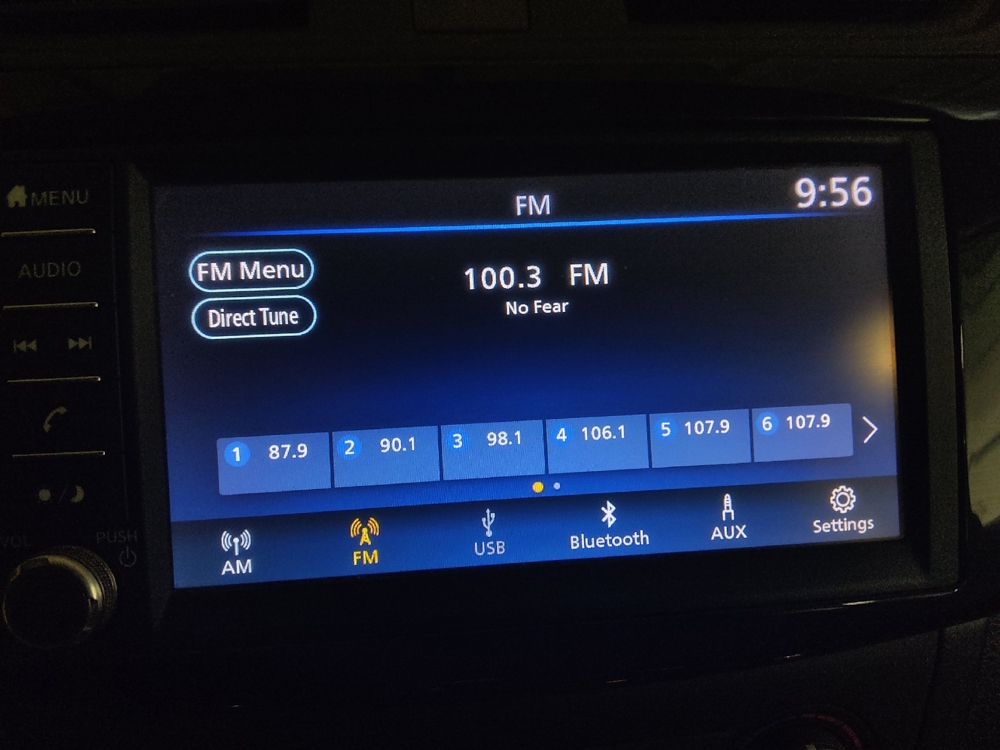 MENU
AUDIO
VOL
PUSH
FM
9:56
FM Menu
Direct Tune
100.3 FM
No Fear
1 87.9
2 90.1
3 98.1
4 106.1
5 107.9
6 107.9
AM
FM
USB
Bluetooth
AUX
Settings